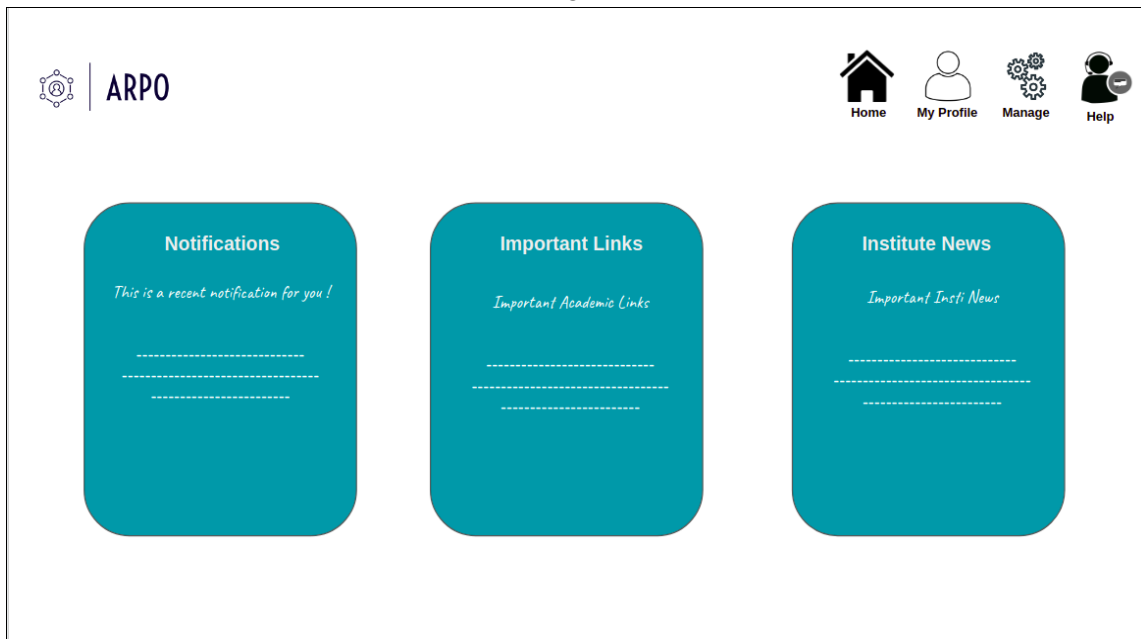 ARPO
Home
My Profile
Manage
Help
Notifications
This is a recent notification for you !
-----------------------------
----------------------------------
------------------------
Important Links
Important Academic Links
-----------------------------
----------------------------------
------------------------
Institute News
Important Insti News
-----------------------------
----------------------------------
------------------------